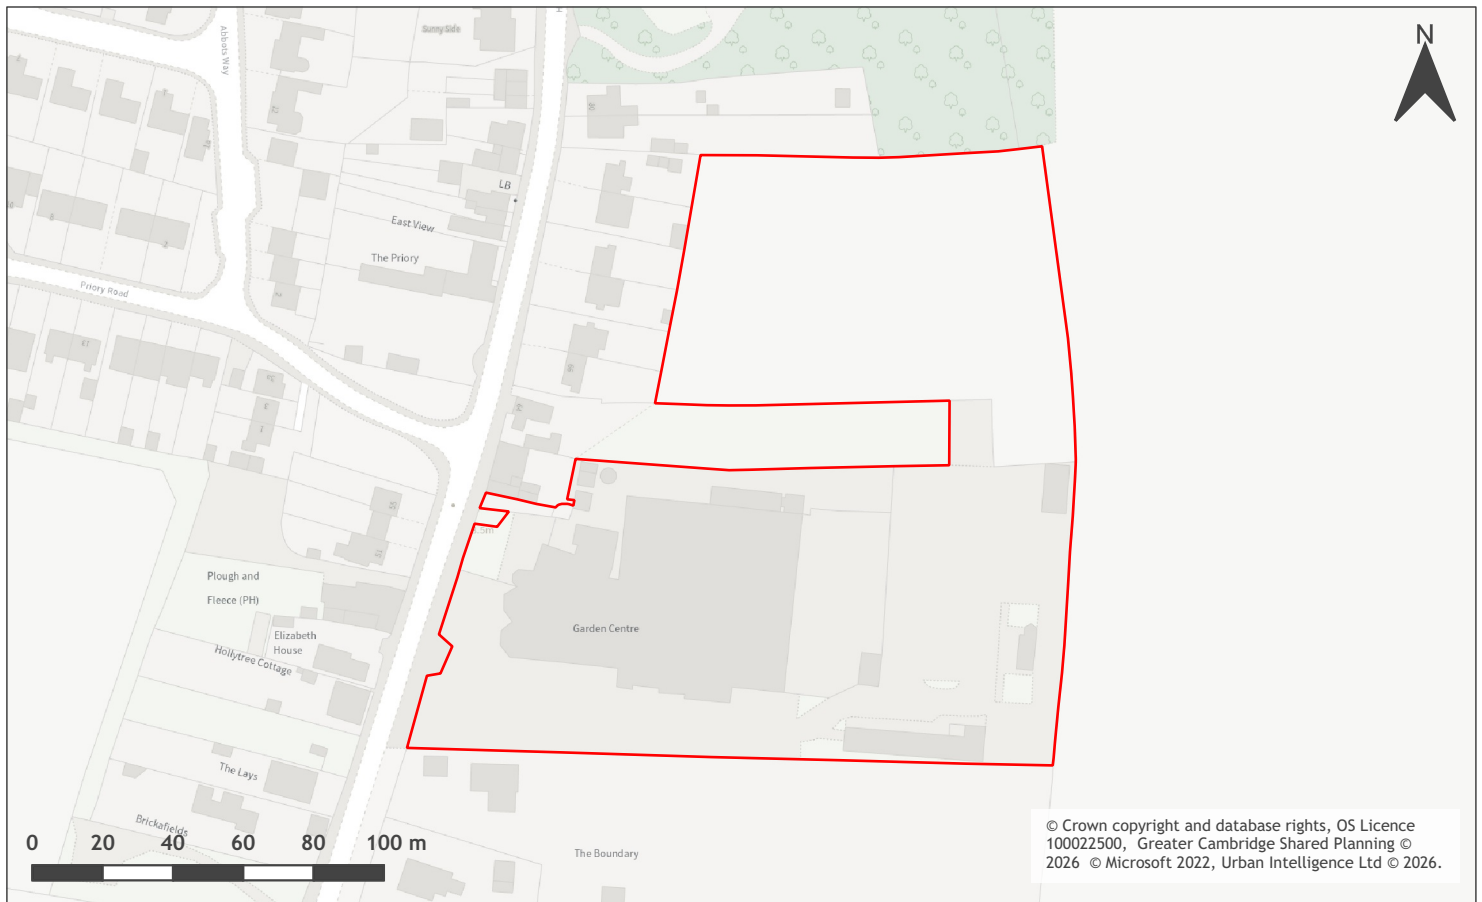 Sunny Side
Abbots Way
N
LB
East View
The Priory
Priory Road
Plough and
Fleece (PH)
Elizabeth
House
Hollytree Cottage
Garden Centre
The Lays
Brickafields
The Boundary
0 20 40 60 80 100 m
© Crown copyright and database rights, OS Licence
100022500, Greater Cambridge Shared Planning ©
2026 © Microsoft 2022, Urban Intelligence Ltd © 2026.